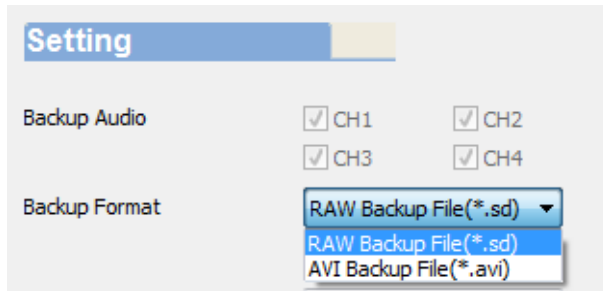 Setting
Backup Audio CH1 CH2
CH3 CH4
Backup Format RAW Backup File(*.sd)
RAW Backup File(*.sd)
AVI Backup File(*.avi)